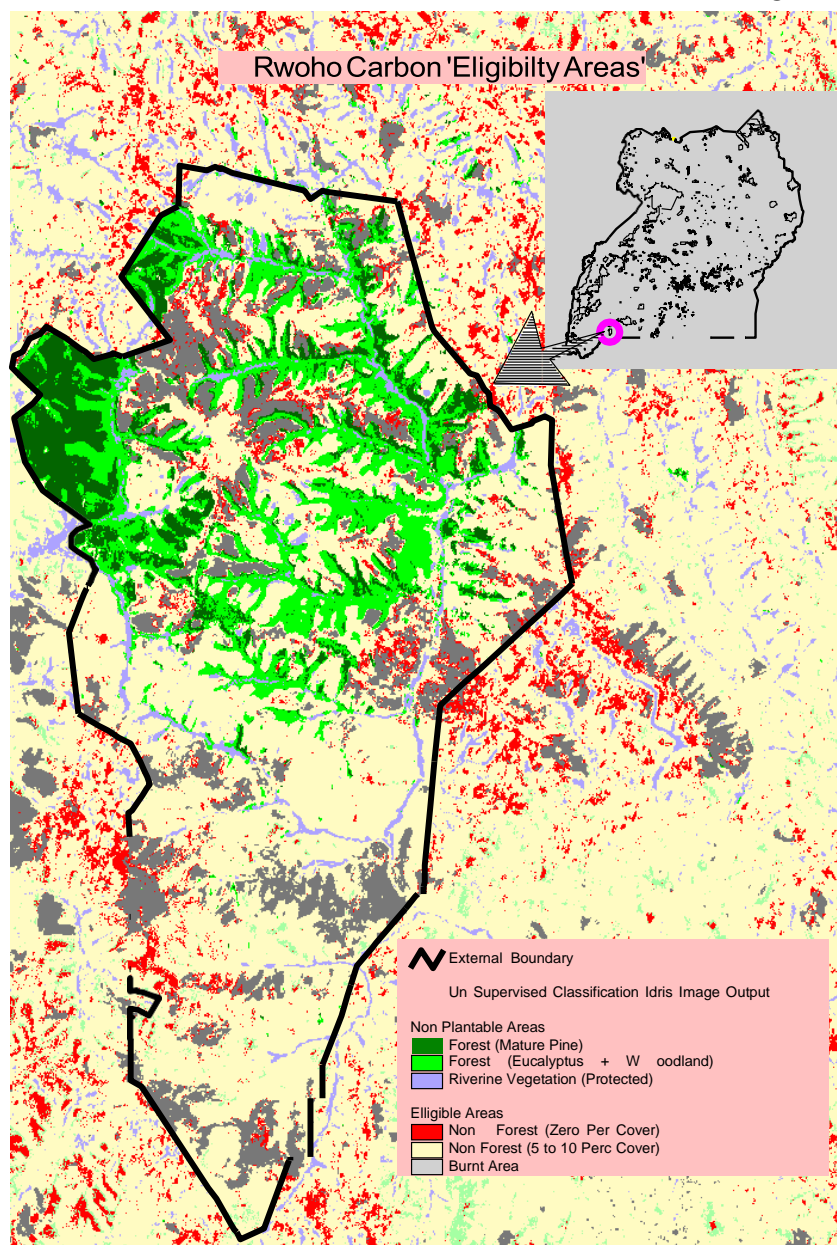 Rwoho Carbon 'Eligibilty Areas'
External Boundary
Un Supervised Classification Idris Image Output
Non Plantable Areas
Forest (Mature Pine)
Forest (Eucalyptus + W oodland)
Riverine Vegetation (Protected)
Elligible Areas
Non Forest (Zero Per Cover)
Non Forest (5 to 10 Perc Cover)
Burnt Area